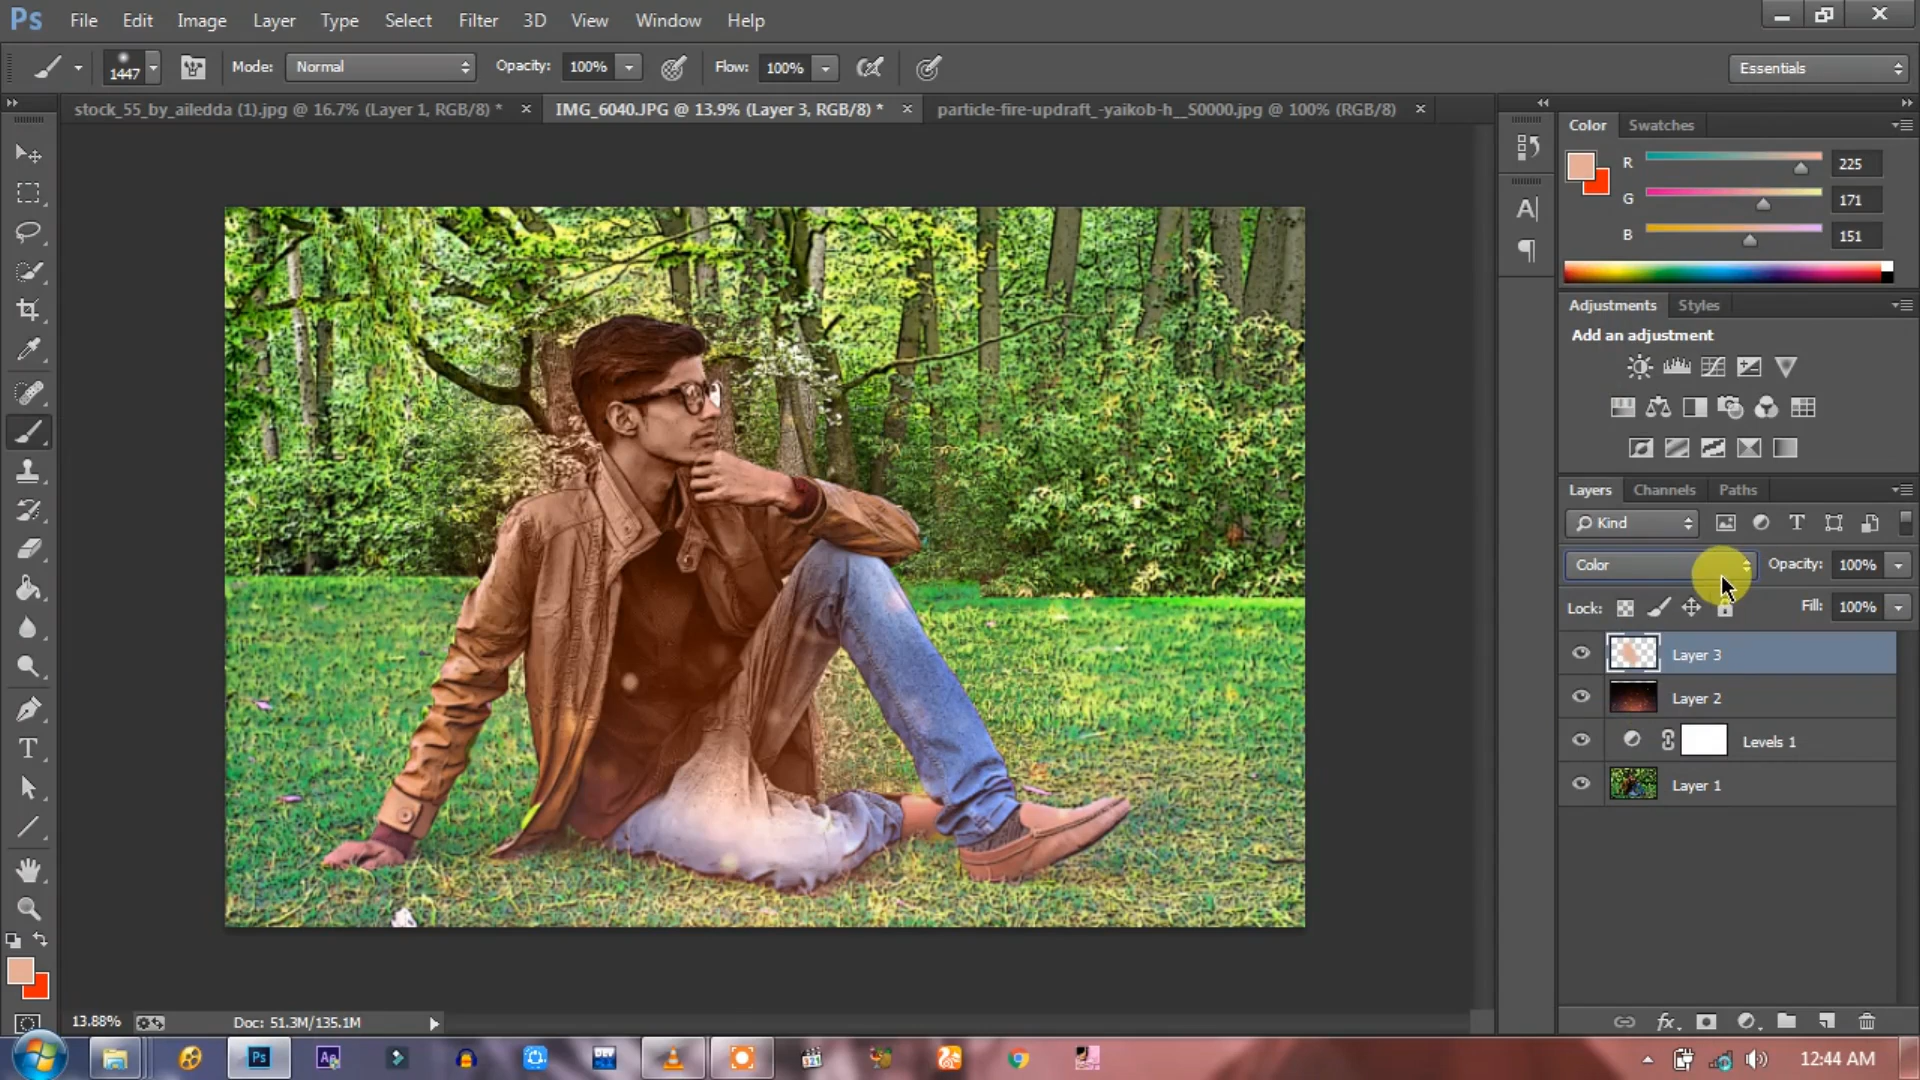 Ps File Edit Image Layer Type Select Filter 3D View Window Help
1447 Mode: Normal Opacity: 100% Flow: 100% Essentials
stock_55_by_ailedda (1).jpg @ 16.7% (Layer 1, RGB/8) * IMG_6040.JPG @ 13.9% (Layer 3, RGB/8) * particle-fire-updraft_-yaikob-h__S0000.jpg @ 100% (RGB/8)
Color Swatches
R 225
G 171
B 151
Adjustments Styles
Add an adjustment
Layers Channels Paths
Kind
Color Opacity: 100%
Lock: Fill: 100%
Layer 3
Layer 2
Levels 1
Layer 1
fx
13.88% Doc: 51.3M/135.1M
Ps Ae DEV 12:44 AM